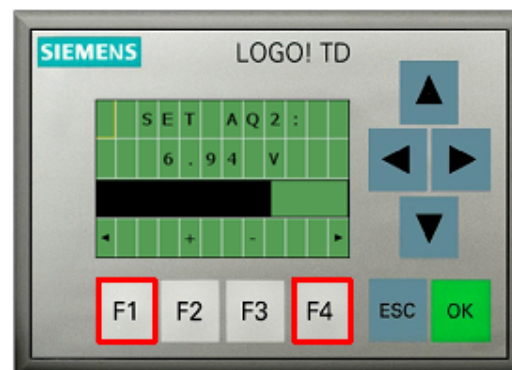 SIEMENS LOGO! TD
SET AQ2:
6.94 V
◄ + - ►
F1 F2 F3 F4 ESC OK